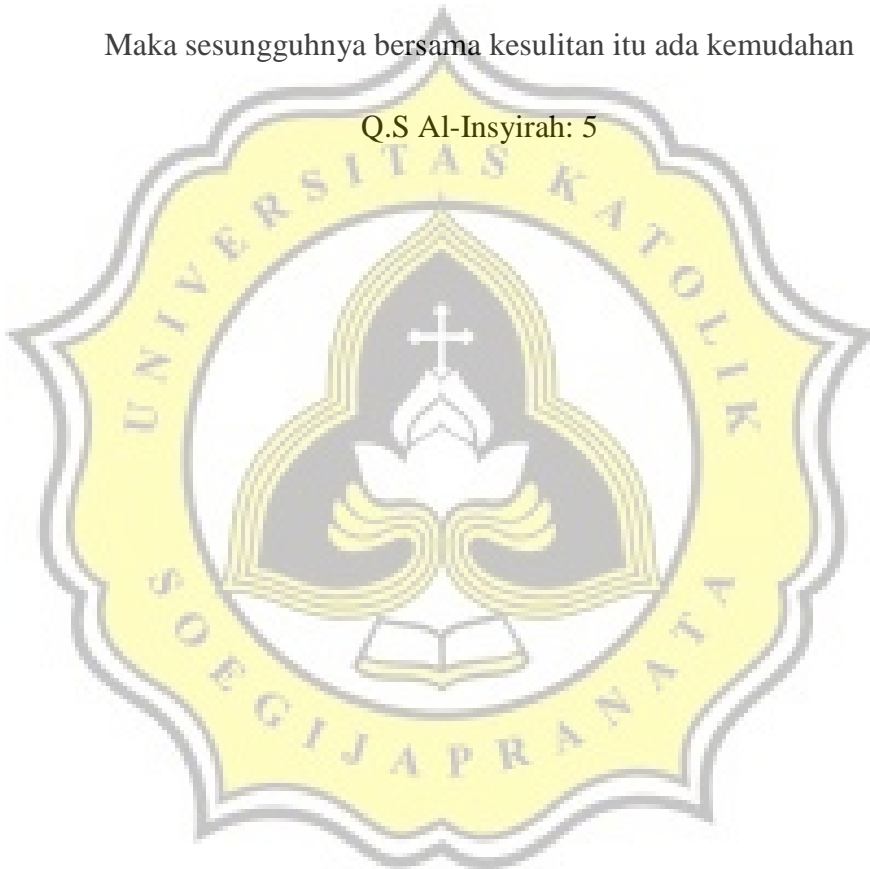 Maka sesungguhnya bersama kesulitan itu ada kemudahan
Q.S Al-Insyirah: 5
UNIVERSITAS KATOLIK
SOEGIJAPRANATA